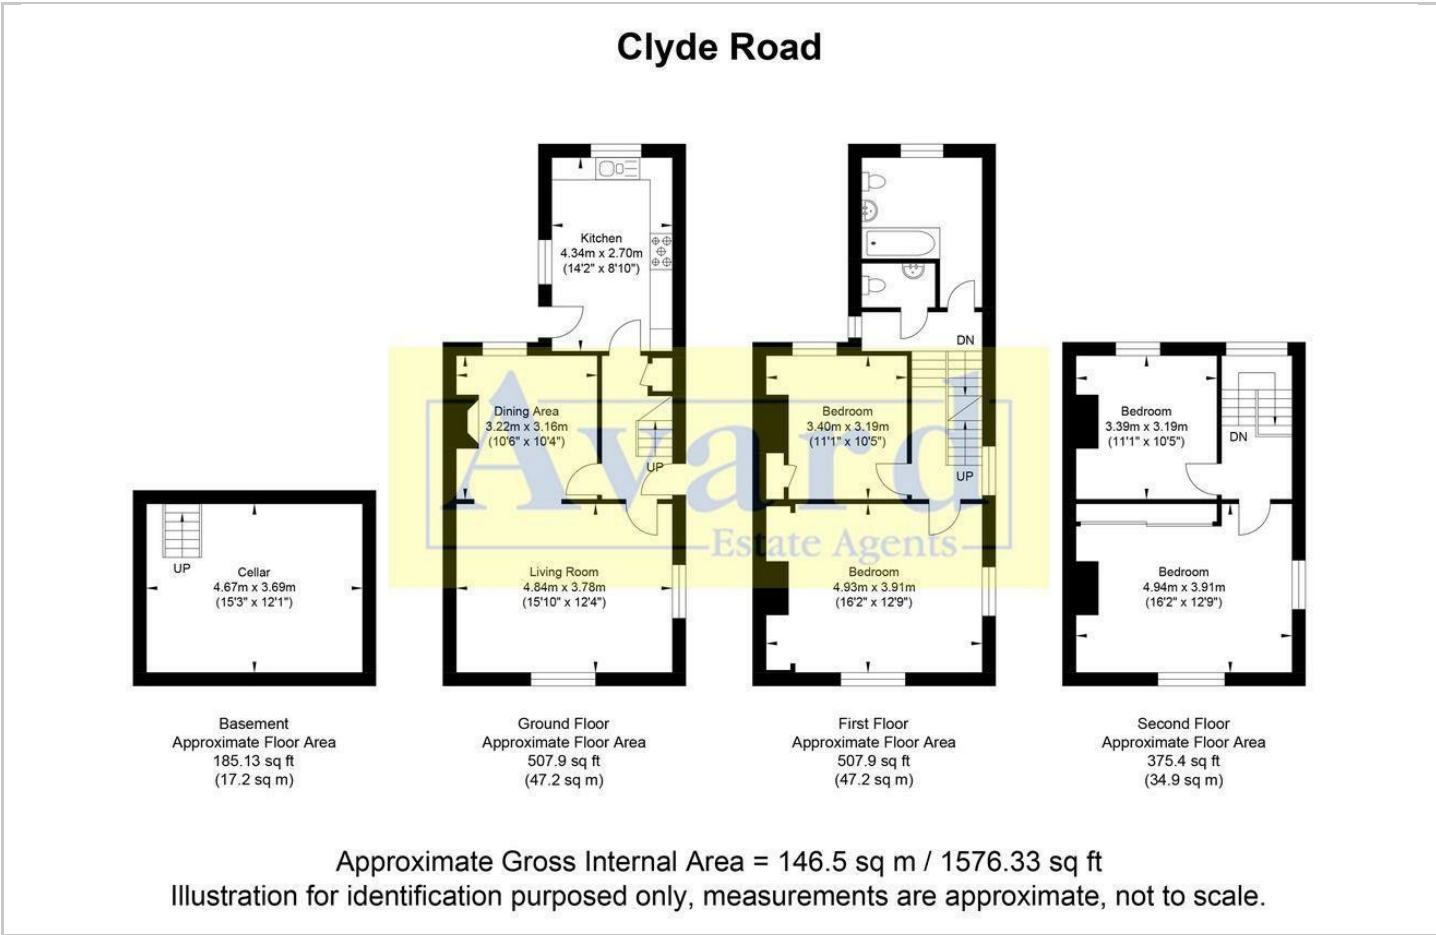 Clyde Road
Kitchen
4.34m x 2.70m
(14'2" x 8'10")
Dining Area
3.22m x 3.16m
(10'6" x 10'4")
UP
Living Room
4.84m x 3.78m
(15'10" x 12'4")
DN
Bedroom
3.40m x 3.19m
(11'1" x 10'5")
UP
Bedroom
4.93m x 3.91m
(16'2" x 12'9")
Bedroom
3.39m x 3.19m
(11'1" x 10'5")
DN
Bedroom
4.94m x 3.91m
(16'2" x 12'9")
UP
Cellar
4.67m x 3.69m
(15'3" x 12'1")
Avard
Estate Agents
Basement
Approximate Floor Area
185.13 sq ft
(17.2 sq m)
Ground Floor
Approximate Floor Area
507.9 sq ft
(47.2 sq m)
First Floor
Approximate Floor Area
507.9 sq ft
(47.2 sq m)
Second Floor
Approximate Floor Area
375.4 sq ft
(34.9 sq m)
Approximate Gross Internal Area = 146.5 sq m / 1576.33 sq ft
Illustration for identification purposed only, measurements are approximate, not to scale.